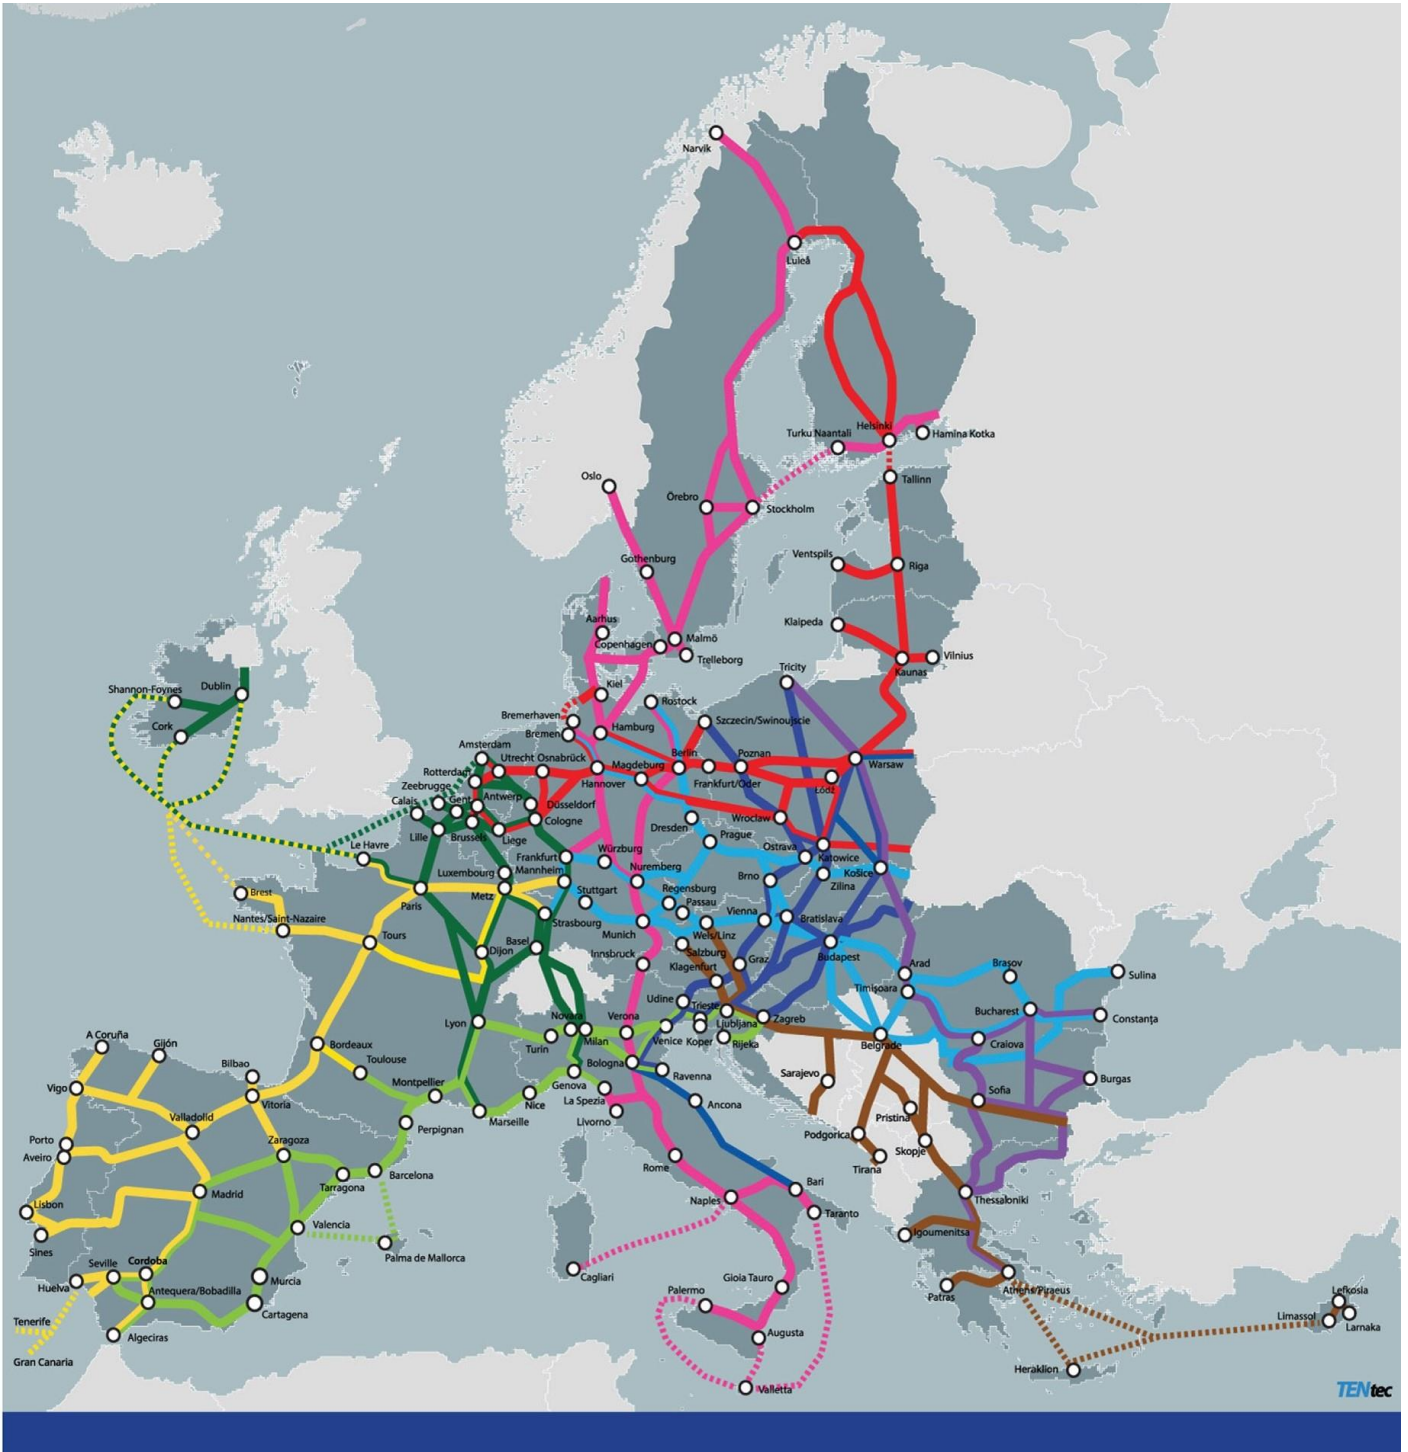 Narvik
Luleå
Helsinki
Turku Naantali
Hamina Kotka
Oslo
Tallinn
Örebro
Stockholm
Gothenburg
Ventspils
Riga
Aarhus
Klaipeda
Copenhagen
Malmö
Trelleborg
Vilnius
Kaunas
Tricity
Shannon-Foynes
Dublin
Kiel
Rostock
Cork
Bremerhaven
Szczecin/Swinoujscie
Hamburg
Bremen
Amsterdam
Utrecht
Osnabrück
Magdeburg
Berlin
Poznan
Warsaw
Rotterdam
Hannover
Frankfurt/Oder
Łódź
Zeebrugge
Calais
Gent
Antwerp
Düsseldorf
Cologne
Dresden
Wrocław
Lille
Brussels
Liege
Prague
Le Havre
Frankfurt
Würzburg
Ostrava
Katowice
Luxembourg
Mannheim
Nuremberg
Brno
Košice
Zilina
Brest
Paris
Metz
Stuttgart
Regensburg
Passau
Nantes/Saint-Nazaire
Strasbourg
Munich
Vienna
Bratislava
Tours
Dijon
Basel
Innsbruck
Wels/Linz
Salzburg
Graz
Budapest
Klagenfurt
Arad
Braşov
Sulina
Timişoara
Udine
Trieste
Ljubljana
Zagreb
Bucharest
Constanţa
Lyon
Novara
Verona
Milan
Turin
Venice
Koper
Rijeka
Belgrade
Craiova
A Coruña
Gijón
Bordeaux
Bilbao
Toulouse
Montpellier
Bologna
Ravenna
Sarajevo
Burgas
Vigo
Vitoria
Genova
La Spezia
Nice
Marseille
Livorno
Ancona
Sofia
Valladolid
Perpignan
Pristina
Porto
Zaragoza
Podgorica
Skopje
Aveiro
Rome
Tirana
Barcelona
Tarragona
Madrid
Bari
Naples
Taranto
Thessaloniki
Lisbon
Valencia
Igoumenitsa
Sines
Palma de Mallorca
Seville
Cordoba
Cagliari
Gioia Tauro
Huelva
Antequera/Bobadilla
Murcia
Palermo
Patras
Athens/Piraeus
Lefkosia
Cartagena
Limassol
Larnaka
Tenerife
Algeciras
Augusta
Gran Canaria
Heraklion
Valletta
TENtec